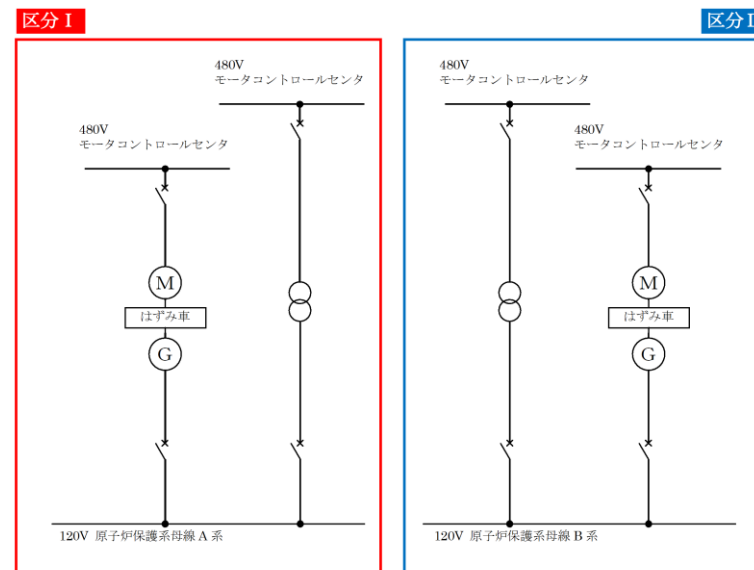 区分Ⅰ
480V
モータコントロールセンタ
480V
モータコントロールセンタ
M
はずみ車
G
120V 原子炉保護系母線 A 系
区分Ⅱ
480V
モータコントロールセンタ
480V
モータコントロールセンタ
M
はずみ車
G
120V 原子炉保護系母線 B 系